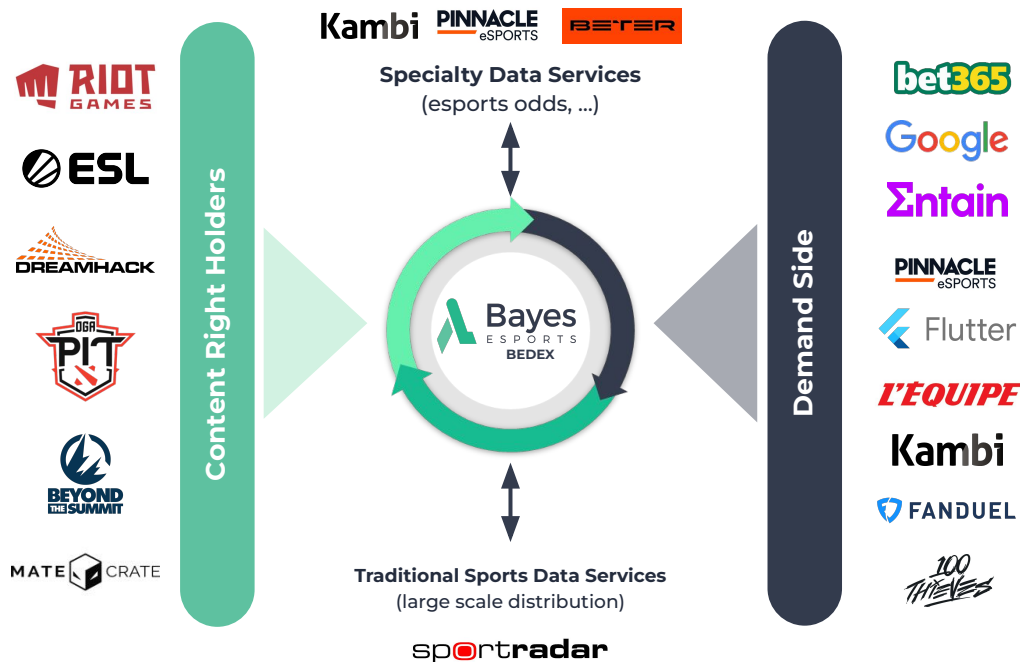 Kambi
PINNACLE
eSPORTS
BETER
Specialty Data Services
(esports odds, ...)
RIOT
GAMES
ESL
DREAMHACK
OGA
PIT
BEYOND
THE SUMMIT
MATE CRATE
Content Right Holders
Bayes
ESPORTS
BEDEX
Demand Side
bet365
Google
Σntain
PINNACLE
eSPORTS
Flutter
L'ÉQUIPE
Kambi
FANDUEL
100
THIEVES
Traditional Sports Data Services
(large scale distribution)
sportradar